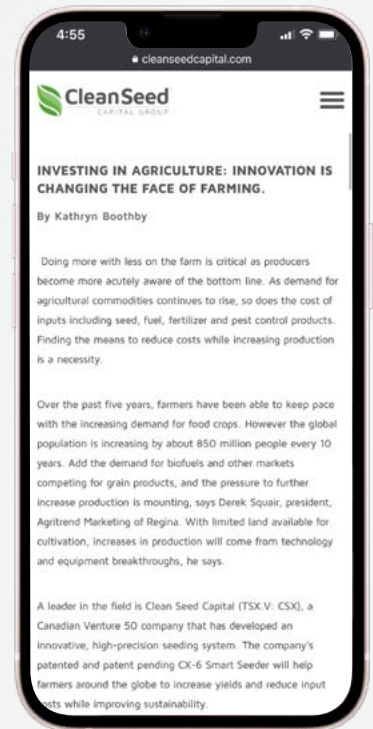 4:55
cleanseedcapital.com
CleanSeed
CAPITAL GROUP
INVESTING IN AGRICULTURE: INNOVATION IS
CHANGING THE FACE OF FARMING.
By Kathryn Boothby
Doing more with less on the farm is critical as producers
become more acutely aware of the bottom line. As demand for
agricultural commodities continues to rise, so does the cost of
inputs including seed, fuel, fertilizer and pest control products.
Finding the means to reduce costs while increasing production
is a necessity.
Over the past five years, farmers have been able to keep pace
with the increasing demand for food crops. However the global
population is increasing by about 850 million people every 10
years. Add the demand for biofuels and other markets
competing for grain products, and the pressure to further
increase production is mounting, says Derek Squair, president,
Agritrend Marketing of Regina. With limited land available for
cultivation, increases in production will come from technology
and equipment breakthroughs, he says.
A leader in the field is Clean Seed Capital (TSX.V: CSX), a
Canadian Venture 50 company that has developed an
innovative, high-precision seeding system. The company's
patented and patent pending CX-6 Smart Seeder will help
farmers around the globe to increase yields and reduce input
costs while improving sustainability.